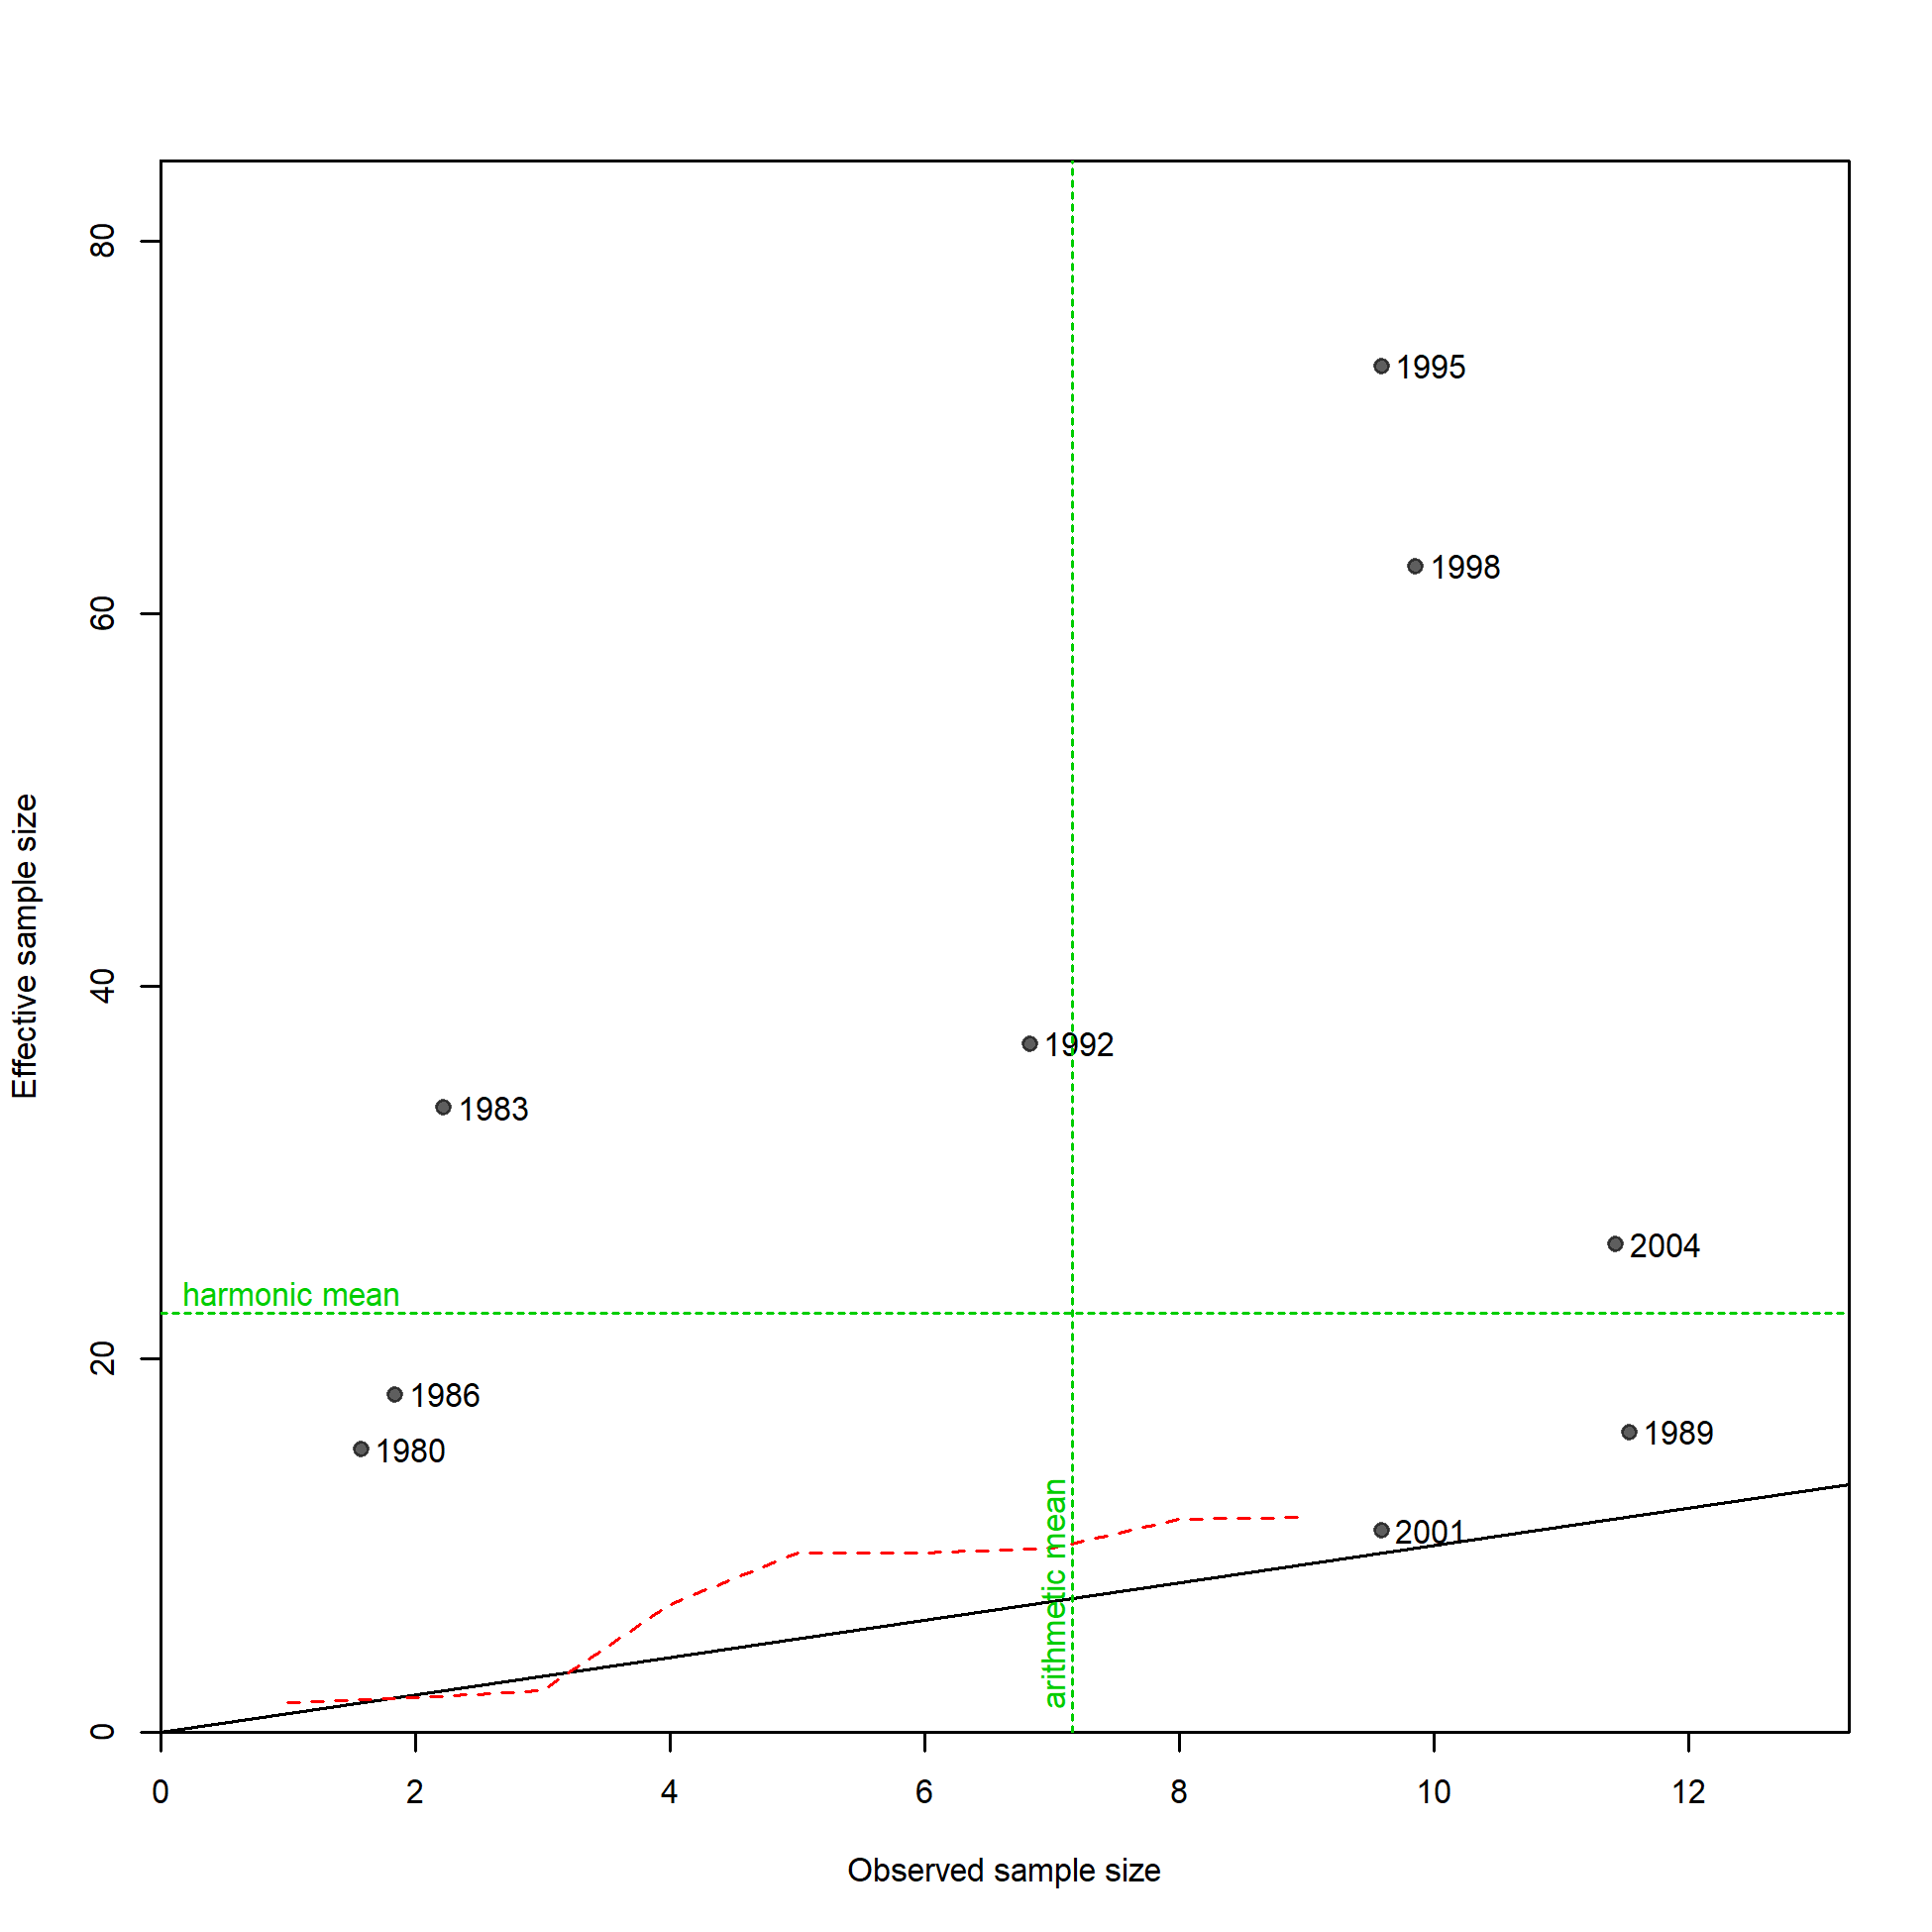 80
60
40
20
0
Effective sample size
1995
1998
1992
1983
2004
harmonic mean
1986
1980
1989
2001
arithmetic mean
0 2 4 6 8 10 12
Observed sample size